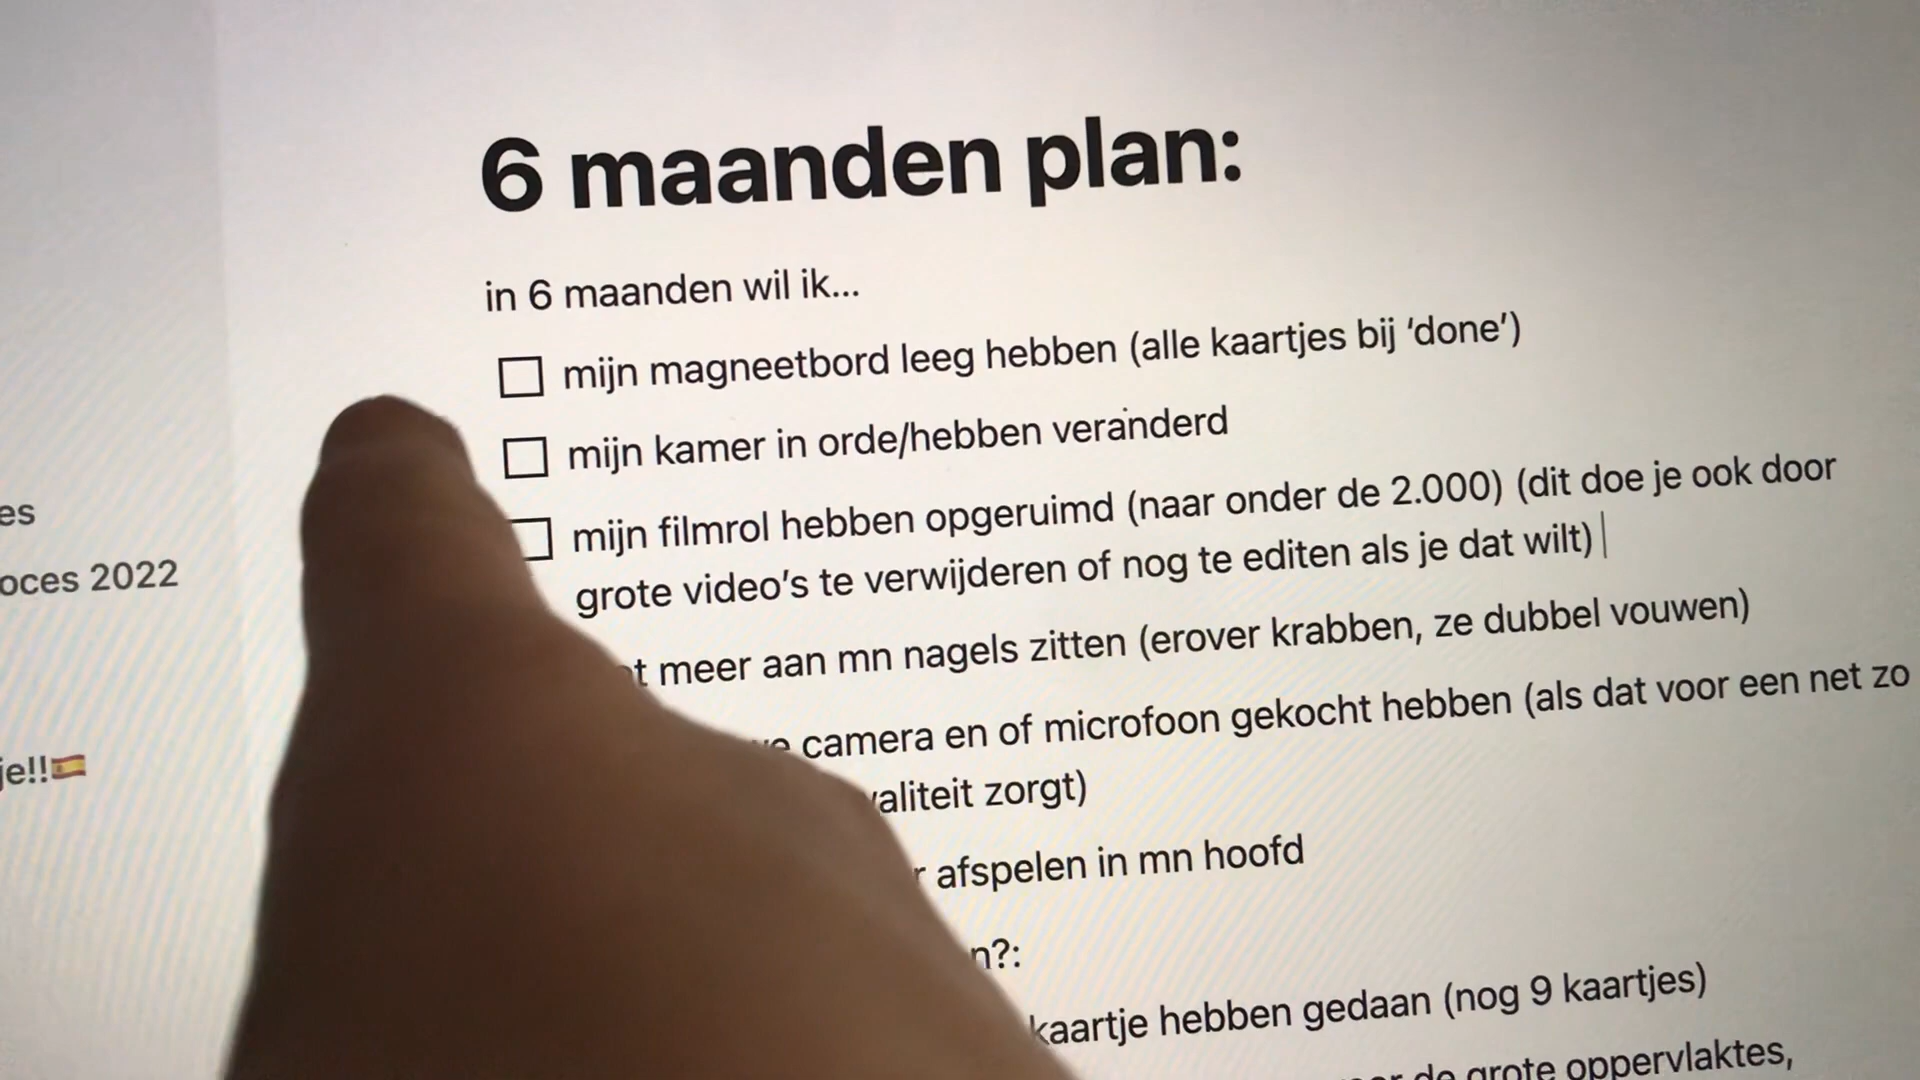 6 maanden plan:
in 6 maanden wil ik...
mijn magneetbord leeg hebben (alle kaartjes bij ‘done’)
mijn kamer in orde/hebben veranderd
mijn filmrol hebben opgeruimd (naar onder de 2.000) (dit doe je ook door
grote video’s te verwijderen of nog te editen als je dat wilt)
meer aan mn nagels zitten (erover krabben, ze dubbel vouwen)
camera en of microfoon gekocht hebben (als dat voor een net zo
zorgt)
afspelen in mn hoofd
kaartje hebben gedaan (nog 9 kaartjes)
de grote oppervlaktes,
2022
je!!🇪🇸